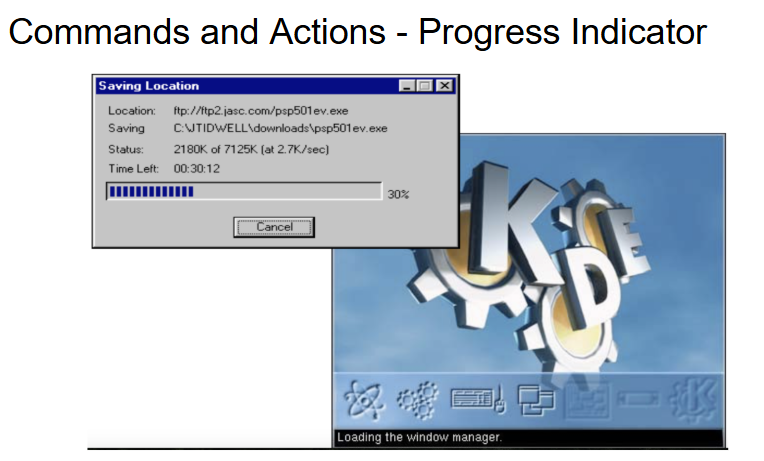 Commands and Actions - Progress Indicator
Saving Location
Location: ftp://ftp2.jasc.com/psp501ev.exe
Saving C:\JTIDWELL\downloads\psp501ev.exe
Status: 2180K of 7125K (at 2.7K/sec)
Time Left: 00:30:12
30%
Cancel
KDE
K
Loading the window manager.